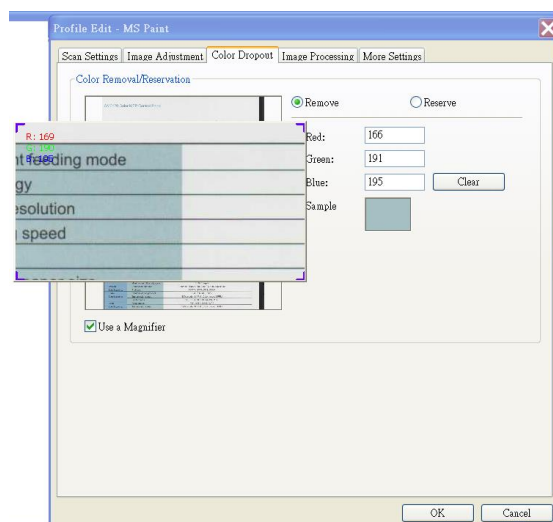 Profile Edit - MS Paint
Scan Settings Image Adjustment Color Dropout Image Processing More Settings
Color Removal/Reservation
Remove Reserve
R: 169
G: 190
B: 195
nt feeding mode
gy
esolution
g speed
Red: 166
Green: 191
Blue: 195 Clear
Sample
Use a Magnifier
OK Cancel